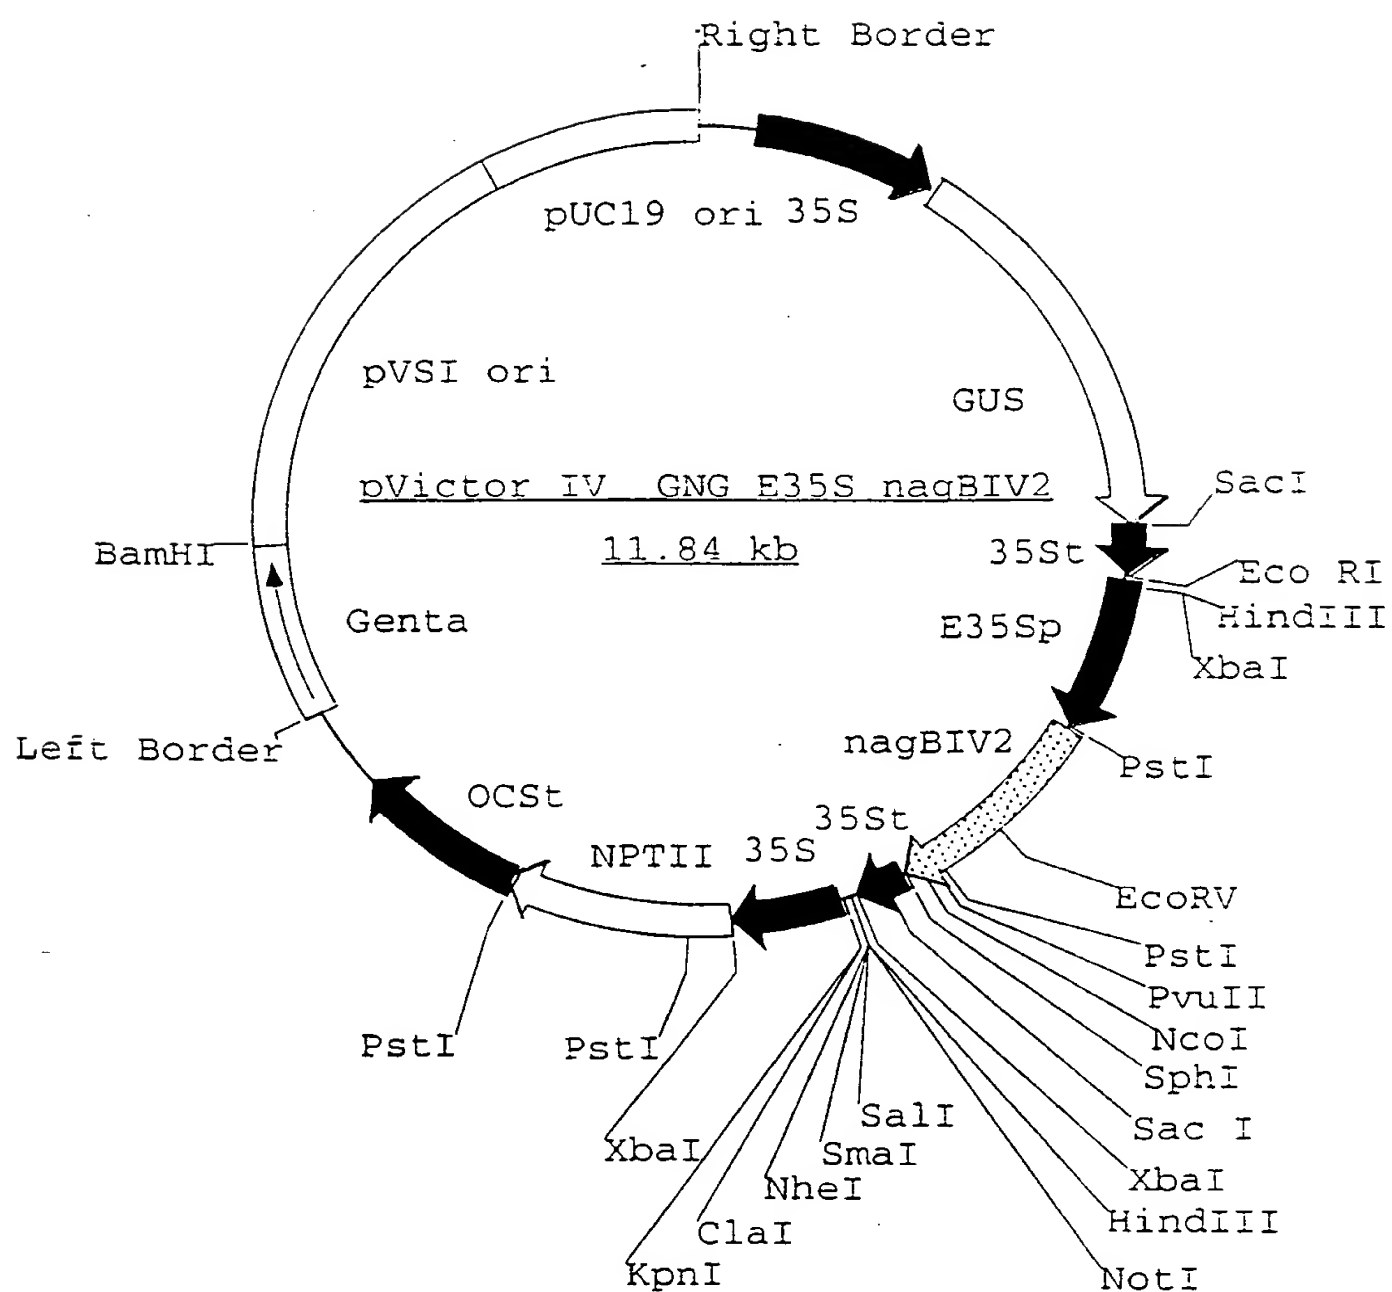 Right Border
pUC19 ori
35S
pVSI ori
GUS
pVictor IV GNG E35S nagBIV2
11.84 kb
SacI
35St
Eco RI
HindIII
XbaI
BamHI
Genta
E35Sp
Left Border
nagBIV2
PstI
OCSt
35St
NPTII
35S
EcoRV
PstI
PvuII
NcoI
SphI
Sac I
XbaI
HindIII
NotI
PstI
PstI
XbaI
SalI
SmaI
NheI
ClaI
KpnI